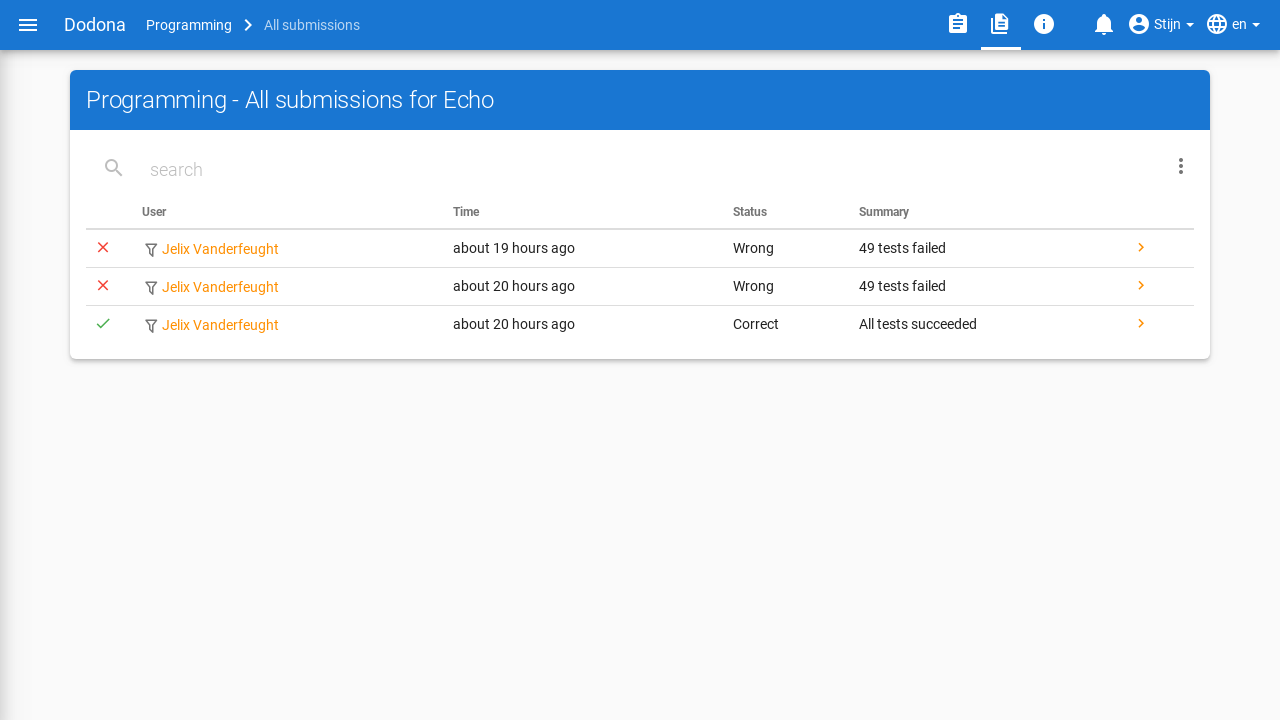 Dodona Programming All submissions Stijn en
Programming - All submissions for Echo
search
User Time Status Summary
Jelix Vanderfeught about 19 hours ago Wrong 49 tests failed
Jelix Vanderfeught about 20 hours ago Wrong 49 tests failed
Jelix Vanderfeught about 20 hours ago Correct All tests succeeded